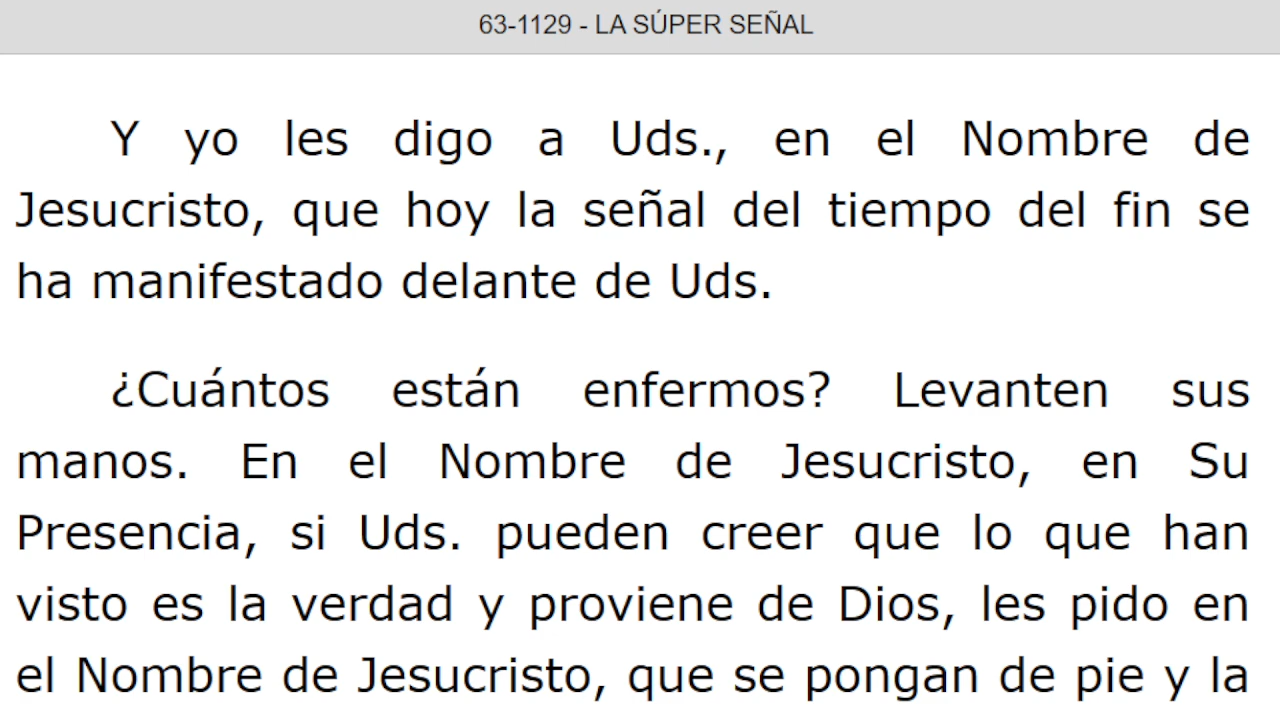 63-1129 - LA SÚPER SEÑAL
Y yo les digo a Uds., en el Nombre de
Jesucristo, que hoy la señal del tiempo del fin se
ha manifestado delante de Uds.
¿Cuántos están enfermos? Levanten sus
manos. En el Nombre de Jesucristo, en Su
Presencia, si Uds. pueden creer que lo que han
visto es la verdad y proviene de Dios, les pido en
el Nombre de Jesucristo, que se pongan de pie y la